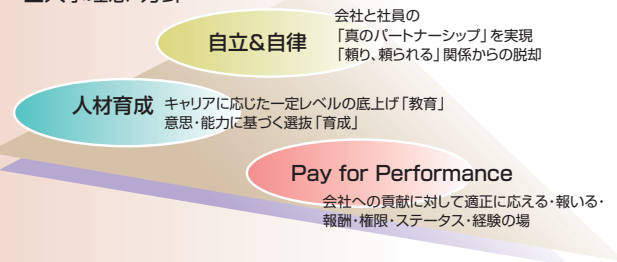 会社と社員の
自立&自律
「真のパートナーシップ」を実現
「頼り、頼られる」関係からの脱却
人材育成
キャリアに応じた一定レベルの底上げ「教育」
意思・能力に基づく選抜「育成」
Pay for Performance
会社への貢献に対して適正に応える・報いる・
報酬・権限・ステータス・経験の場